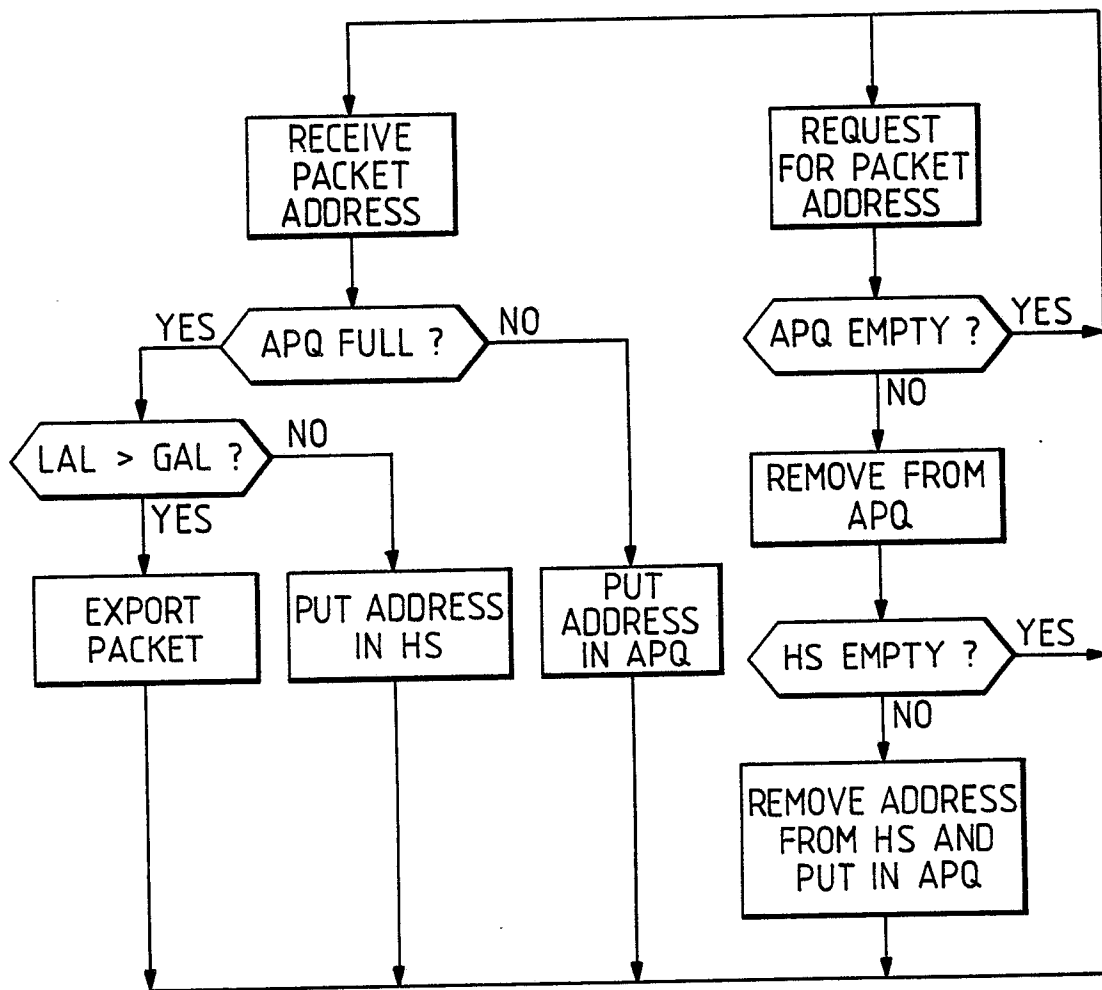 RECEIVE
PACKET
ADDRESS
REQUEST
FOR PACKET
ADDRESS
YES
APQ FULL ?
NO
APQ EMPTY ?
YES
NO
LAL > GAL ?
NO
YES
REMOVE FROM
APQ
EXPORT
PACKET
PUT ADDRESS
IN HS
PUT
ADDRESS
IN APQ
HS EMPTY ?
YES
NO
REMOVE ADDRESS
FROM HS AND
PUT IN APQ